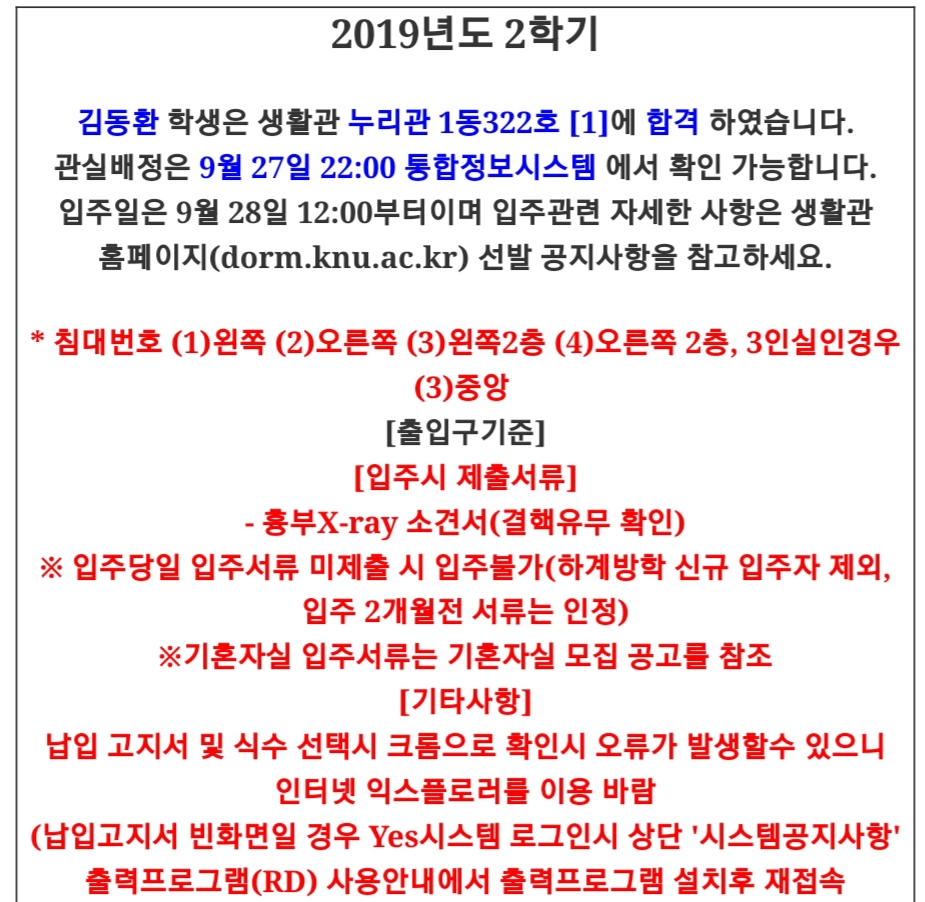 2019년도 2학기
김동환 학생은 생활관 누리관 1동322호 [1]에 합격 하였습니다.
관실배정은 9월 27일 22:00 통합정보시스템 에서 확인 가능합니다.
입주일은 9월 28일 12:00부터이며 입주관련 자세한 사항은 생활관
홈페이지(dorm.knu.ac.kr) 선발 공지사항을 참고하세요.
* 침대번호 (1)왼쪽 (2)오른쪽 (3)왼쪽2층 (4)오른쪽 2층, 3인실인경우
(3)중앙
[출입구기준]
[입주시 제출서류]
- 흉부X-ray 소견서(결핵유무 확인)
※ 입주당일 입주서류 미제출 시 입주불가(하계방학 신규 입주자 제외,
입주 2개월전 서류는 인정)
※기혼자실 입주서류는 기혼자실 모집 공고를 참조
[기타사항]
납입 고지서 및 식수 선택시 크롬으로 확인시 오류가 발생할수 있으니
인터넷 익스플로러를 이용 바람
(납입고지서 빈화면일 경우 Yes시스템 로그인시 상단 '시스템공지사항'
출력프로그램(RD) 사용안내에서 출력프로그램 설치후 재접속